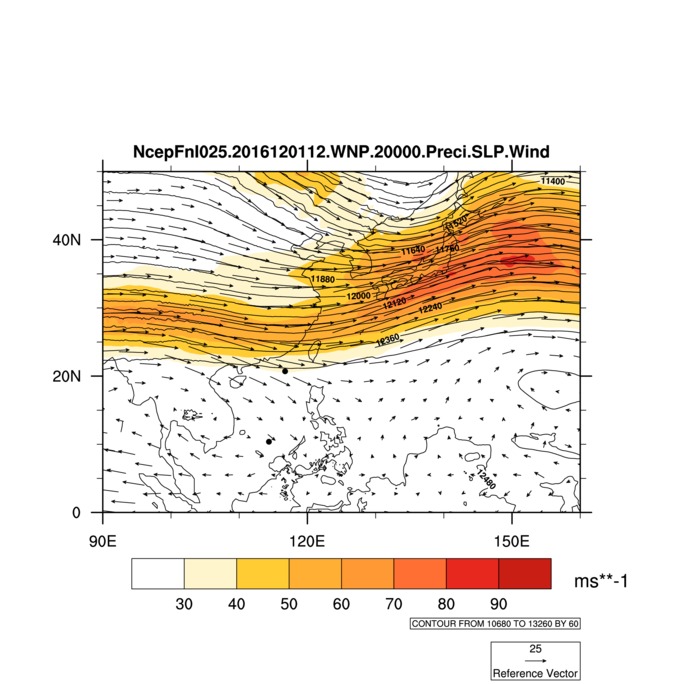 NcepFnl025.2016120112.WNP.20000.Preci.SLP.Wind
11400
11520
40N
11640
11760
11880
12000
12120
12240
12360
20N
12480
0
90E 120E 150E
ms**-1
30 40 50 60 70 80 90
CONTOUR FROM 10680 TO 13260 BY 60
25
Reference Vector